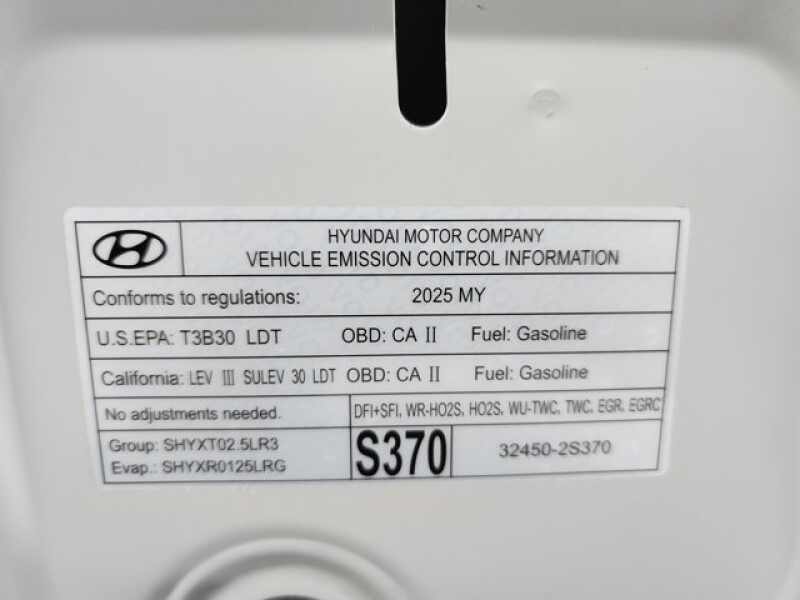 HYUNDAI MOTOR COMPANY
VEHICLE EMISSION CONTROL INFORMATION
Conforms to regulations: 2025 MY
U.S.EPA: T3B30 LDT OBD: CA II Fuel: Gasoline
California: LEV III SULEV 30 LDT OBD: CA II Fuel: Gasoline
No adjustments needed. DFI+SFI, WR-HO2S, HO2S, WU-TWC, TWC, EGR, EGRC
Group: SHYXT02.5LR3
Evap.: SHYXR0125LRG
S370
32450-2S370